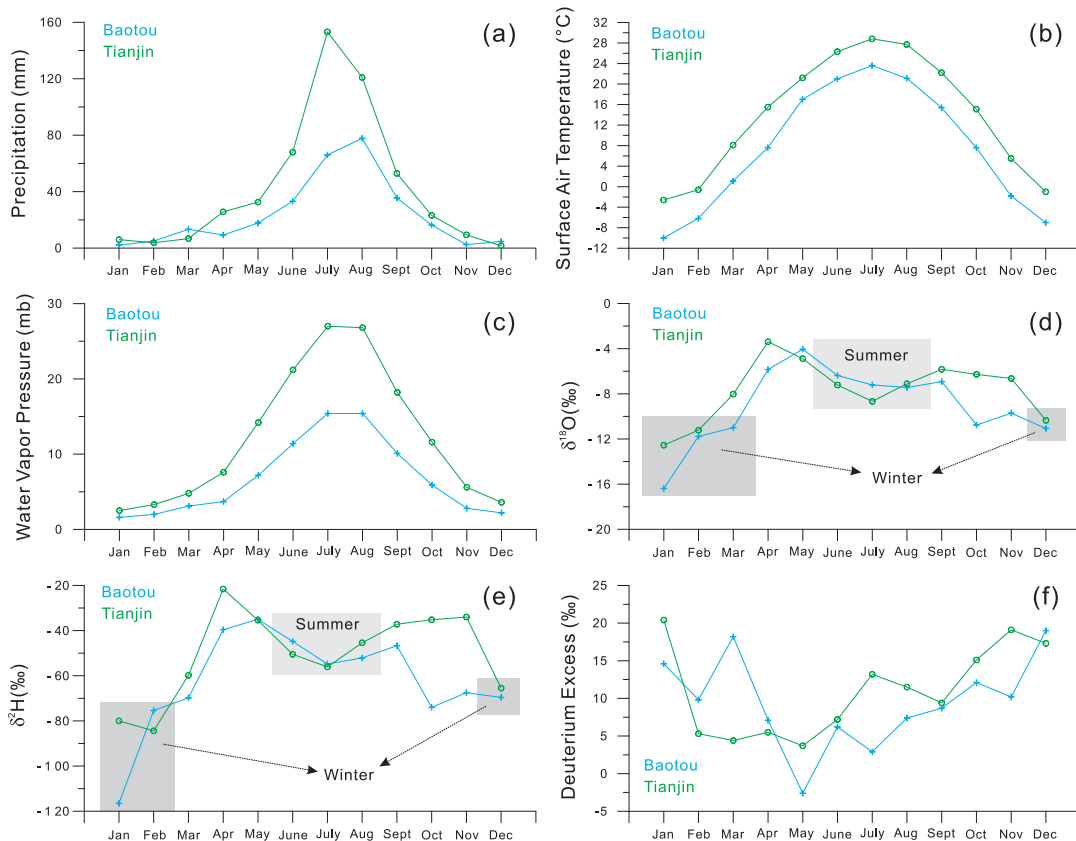 Precipitation (mm)
160
120
80
40
0
Baotou
Tianjin
(a)
Jan Feb Mar Apr May June July Aug Sept Oct Nov Dec
Surface Air Temperature (°C)
32
28
24
20
16
12
8
4
0
-4
-8
-12
Baotou
Tianjin
(b)
Jan Feb Mar Apr May June July Aug Sept Oct Nov Dec
Water Vapor Pressure (mb)
30
20
10
0
Baotou
Tianjin
(c)
Jan Feb Mar Apr May June July Aug Sept Oct Nov Dec
δ¹⁸O(‰)
0
-4
-8
-12
-16
-20
Baotou
Tianjin
(d)
Summer
Winter
Jan Feb Mar Apr May June July Aug Sept Oct Nov Dec
δ²H(‰)
-20
-40
-60
-80
-100
-120
Baotou
Tianjin
(e)
Summer
Winter
Jan Feb Mar Apr May June July Aug Sept Oct Nov Dec
Deuterium Excess (‰)
25
20
15
10
5
0
-5
(f)
Baotou
Tianjin
Jan Feb Mar Apr May June July Aug Sept Oct Nov Dec